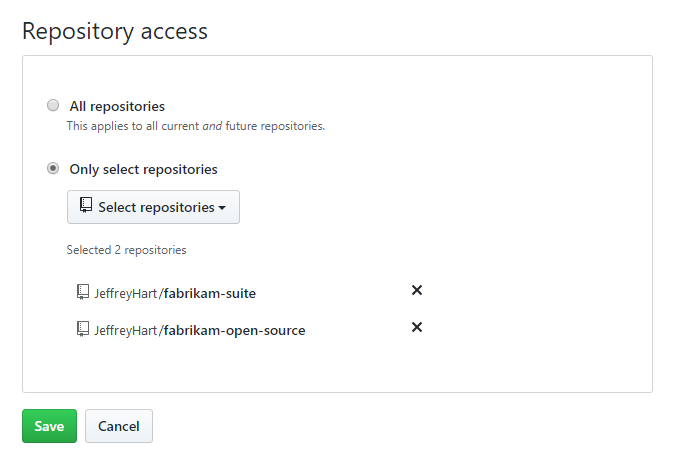 Repository access
All repositories
This applies to all current and future repositories.
Only select repositories
Select repositories
Selected 2 repositories
JeffreyHart/fabrikam-suite
JeffreyHart/fabrikam-open-source
Save Cancel